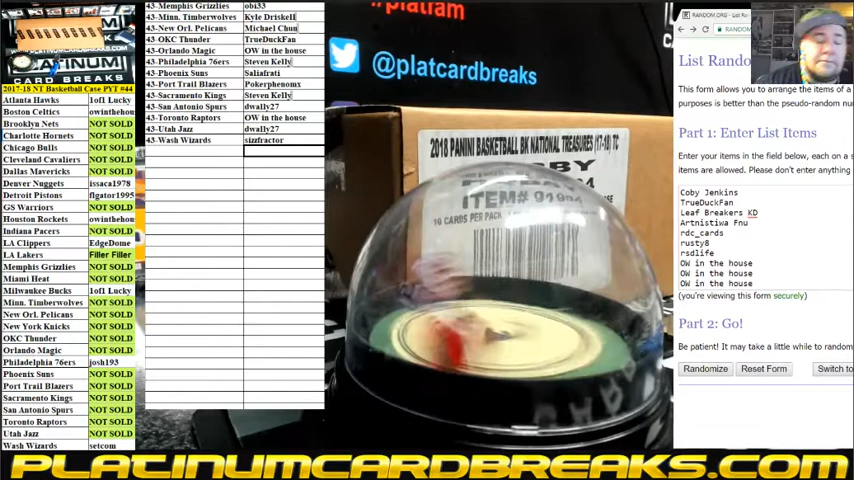 PLATINUM
CARD BREAKS
2017-18 NT Basketball Case PYT #44
Atlanta Hawks 1of1 Lucky
Boston Celtics owinthehou
Brooklyn Nets NOT SOLD
Charlotte Hornets NOT SOLD
Chicago Bulls NOT SOLD
Cleveland Cavaliers NOT SOLD
Dallas Mavericks NOT SOLD
Denver Nuggets issaca1978
Detroit Pistons flgator1995
GS Warriors NOT SOLD
Houston Rockets owinthehou
Indiana Pacers NOT SOLD
LA Clippers EdgeDome
LA Lakers Filler Filler
Memphis Grizzlies NOT SOLD
Miami Heat NOT SOLD
Milwaukee Bucks 1of1 Lucky
Minn. Timberwolves NOT SOLD
New Orl. Pelicans NOT SOLD
New York Knicks NOT SOLD
OKC Thunder NOT SOLD
Orlando Magic NOT SOLD
Philadelphia 76ers josh193
Phoenix Suns NOT SOLD
Port Trail Blazers NOT SOLD
Sacramento Kings NOT SOLD
San Antonio Spurs NOT SOLD
Toronto Raptors NOT SOLD
Utah Jazz NOT SOLD
Wash Wizards setcom
43-Memphis Grizzlies obi33
43-Minn. Timberwolves Kyle Driskell
43-New Orl. Pelicans Michael Chun
43-OKC Thunder TrueDuckFan
43-Orlando Magic OW in the house
43-Philadelphia 76ers Steven Kelly
43-Phoenix Suns Saliafrati
43-Port Trail Blazers Pokerphenomx
43-Sacramento Kings Steven Kelly
43-San Antonio Spurs dwally27
43-Toronto Raptors OW in the house
43-Utah Jazz dwally27
43-Wash Wizards sizzfractor
@platcardbreaks
2018 PANINI BASKETBALL BK NATIONAL TREASURES (17-18) TC
ITEM#
10 CARDS PER PACK
RANDOM.ORG - List Ra
List Rando
This form allows you to arrange the items of a
purposes is better than the pseudo-random nu
Part 1: Enter List Items
Enter your items in the field below, each on a s
items are allowed. Please don't enter anything
Coby Jenkins
TrueDuckFan
Leaf Breakers KD
Artnistiwa Fnu
rdc_cards
rusty8
rsdlife
OW in the house
OW in the house
OW in the house
(you're viewing this form securely)
Part 2: Go!
Be patient! It may take a little while to random
Randomize Reset Form Switch to
PLATINUMCARDBREAKS.COM